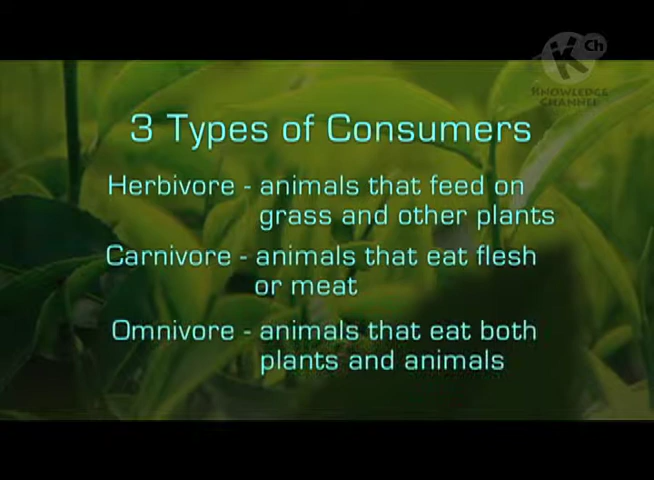 K Ch
KNOWLEDGE
CHANNEL
3 Types of Consumers
Herbivore - animals that feed on
grass and other plants
Carnivore - animals that eat flesh
or meat
Omnivore - animals that eat both
plants and animals